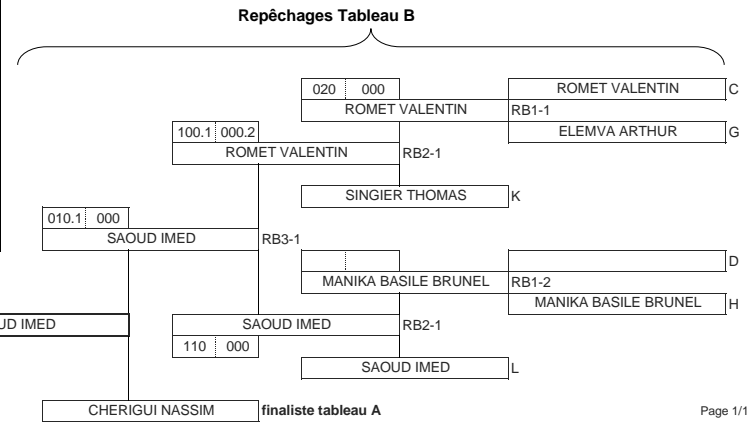 Repêchages Tableau B
020 000 ROMET VALENTIN C
ROMET VALENTIN RB1-1
100.1 000.2 ELEMVA ARTHUR G
ROMET VALENTIN RB2-1
SINGIER THOMAS K
010.1 000
SAOUD IMED RB3-1
D
MANIKA BASILE BRUNEL RB1-2
MANIKA BASILE BRUNEL H
UD IMED SAOUD IMED RB2-1
110 000
SAOUD IMED L
CHERIGUI NASSIM finaliste tableau A Page 1/1